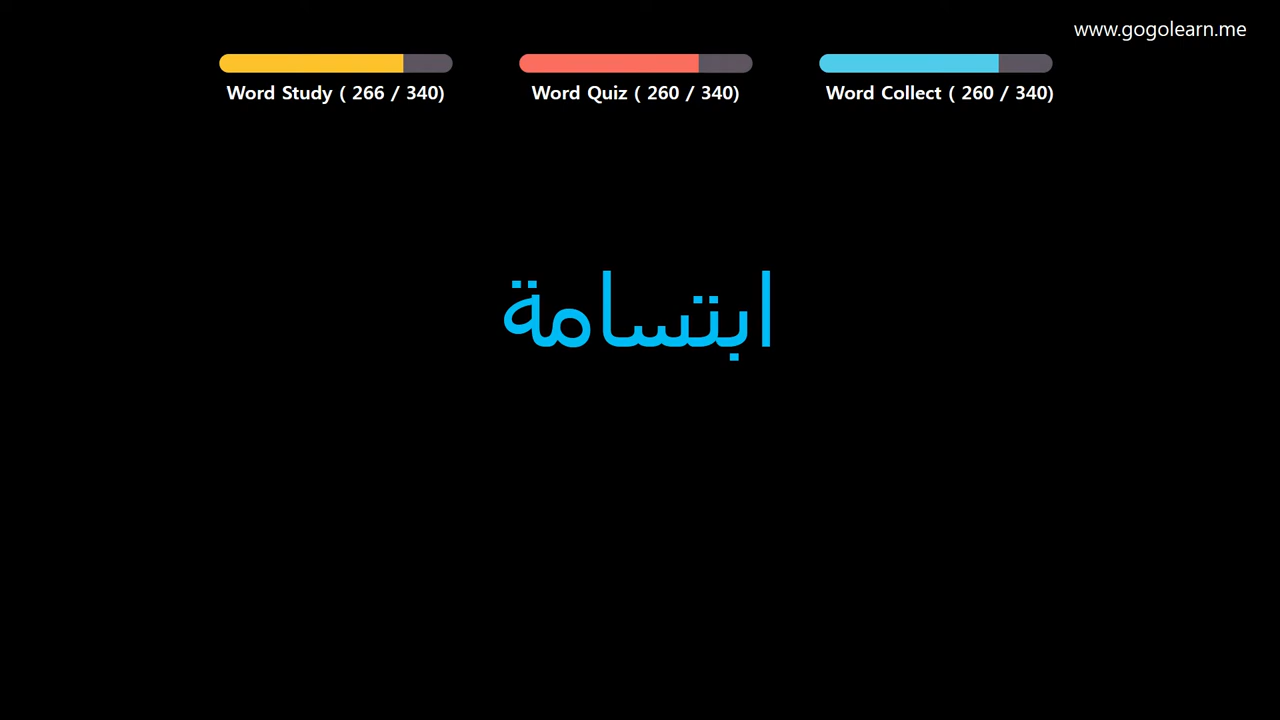 www.gogolearn.me
Word Study ( 266 / 340)
Word Quiz ( 260 / 340)
Word Collect ( 260 / 340)
ابتسامة